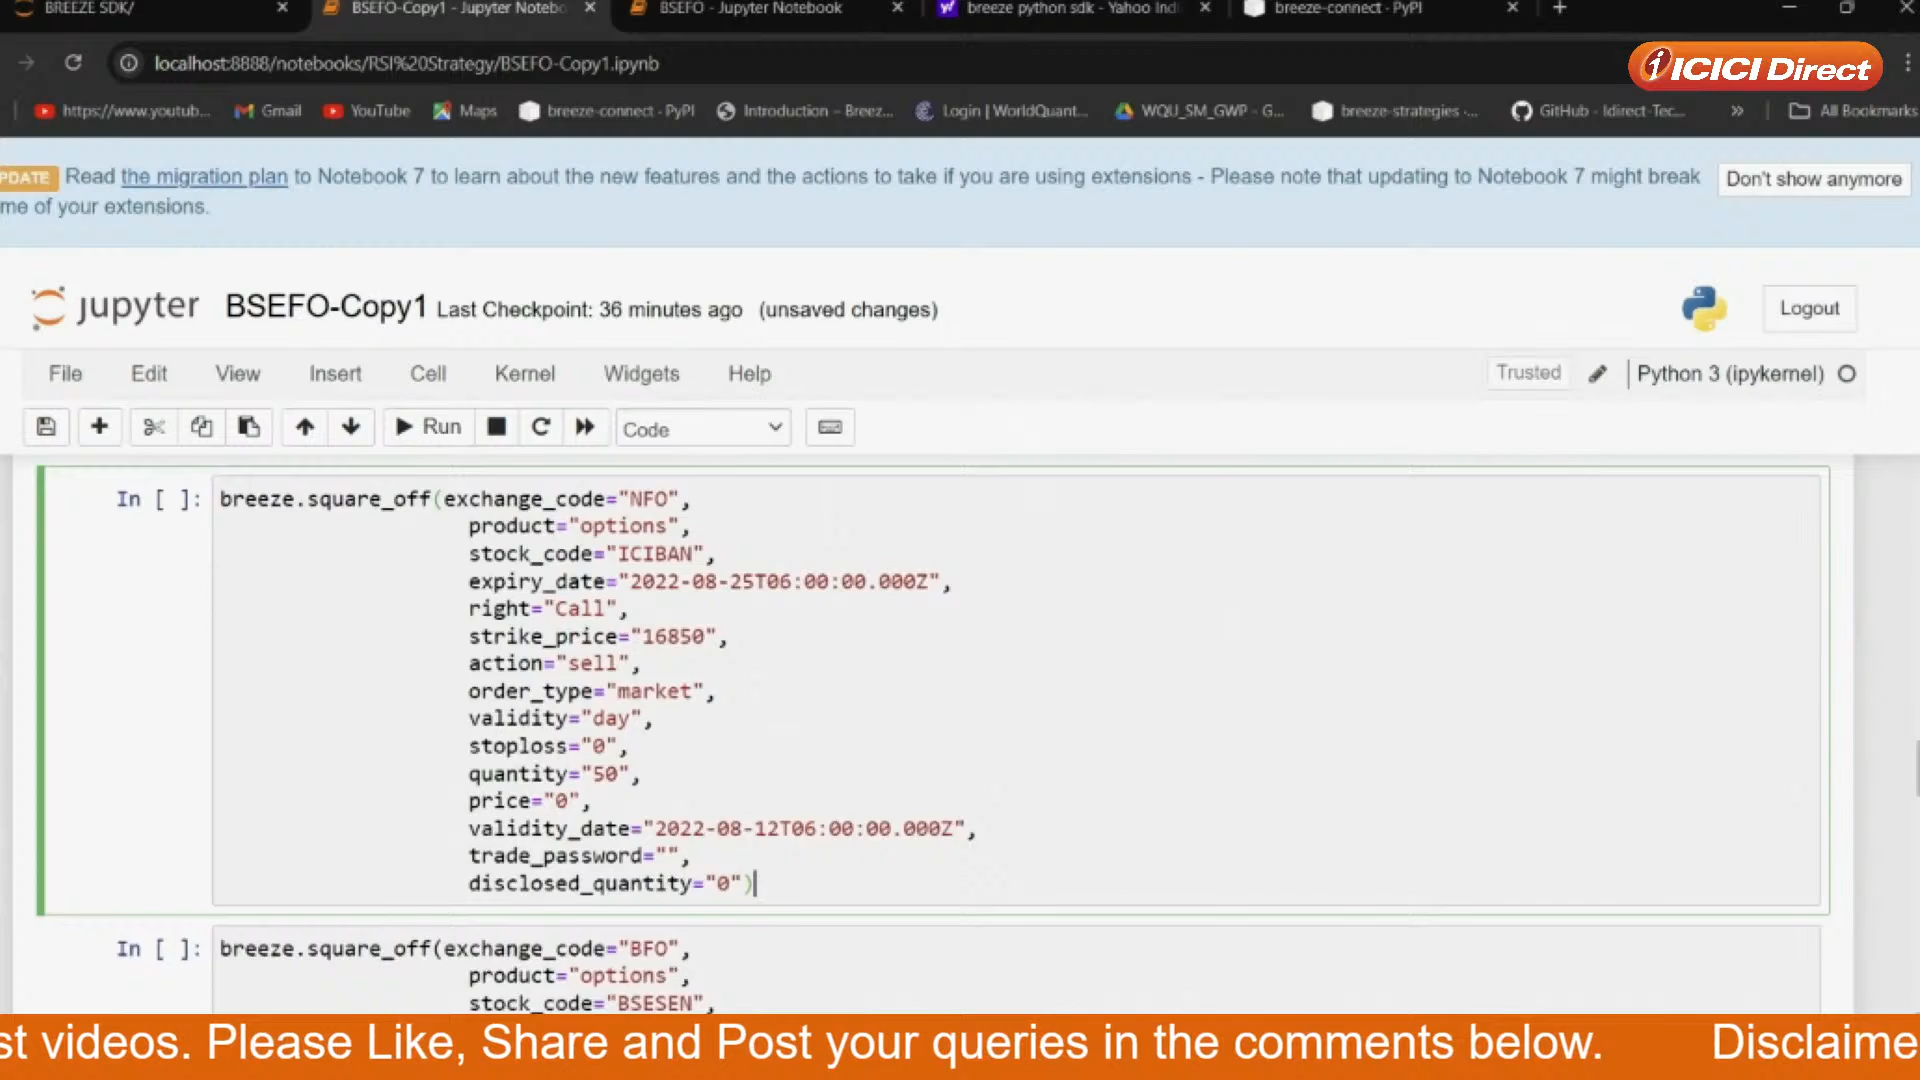 BREEZE SDK/
BSEFO-Copy1 - Jupyter Notebo
BSEFO - Jupyter Notebook
breeze python sdk - Yahoo Indi
breeze-connect · PyPI
localhost:8888/notebooks/RSI%20Strategy/BSEFO-Copy1.ipynb
ICICI Direct
https://www.youtub...
Gmail
YouTube
Maps
breeze-connect · PyPI
Introduction – Breez...
Login | WorldQuant...
WQU_SM_GWP - G...
breeze-strategies ·...
GitHub - Idirect-Tec...
»
All Bookmarks
PDATE Read the migration plan to Notebook 7 to learn about the new features and the actions to take if you are using extensions - Please note that updating to Notebook 7 might break
me of your extensions.
Don't show anymore
jupyter BSEFO-Copy1 Last Checkpoint: 36 minutes ago (unsaved changes)
Logout
File Edit View Insert Cell Kernel Widgets Help
Trusted
Python 3 (ipykernel)
Run
Code
In [ ]: breeze.square_off(exchange_code="NFO",
product="options",
stock_code="ICIBAN",
expiry_date="2022-08-25T06:00:00.000Z",
right="Call",
strike_price="16850",
action="sell",
order_type="market",
validity="day",
stoploss="0",
quantity="50",
price="0",
validity_date="2022-08-12T06:00:00.000Z",
trade_password="",
disclosed_quantity="0")
In [ ]: breeze.square_off(exchange_code="BFO",
product="options",
stock_code="BSESEN",
st videos. Please Like, Share and Post your queries in the comments below.
Disclaime